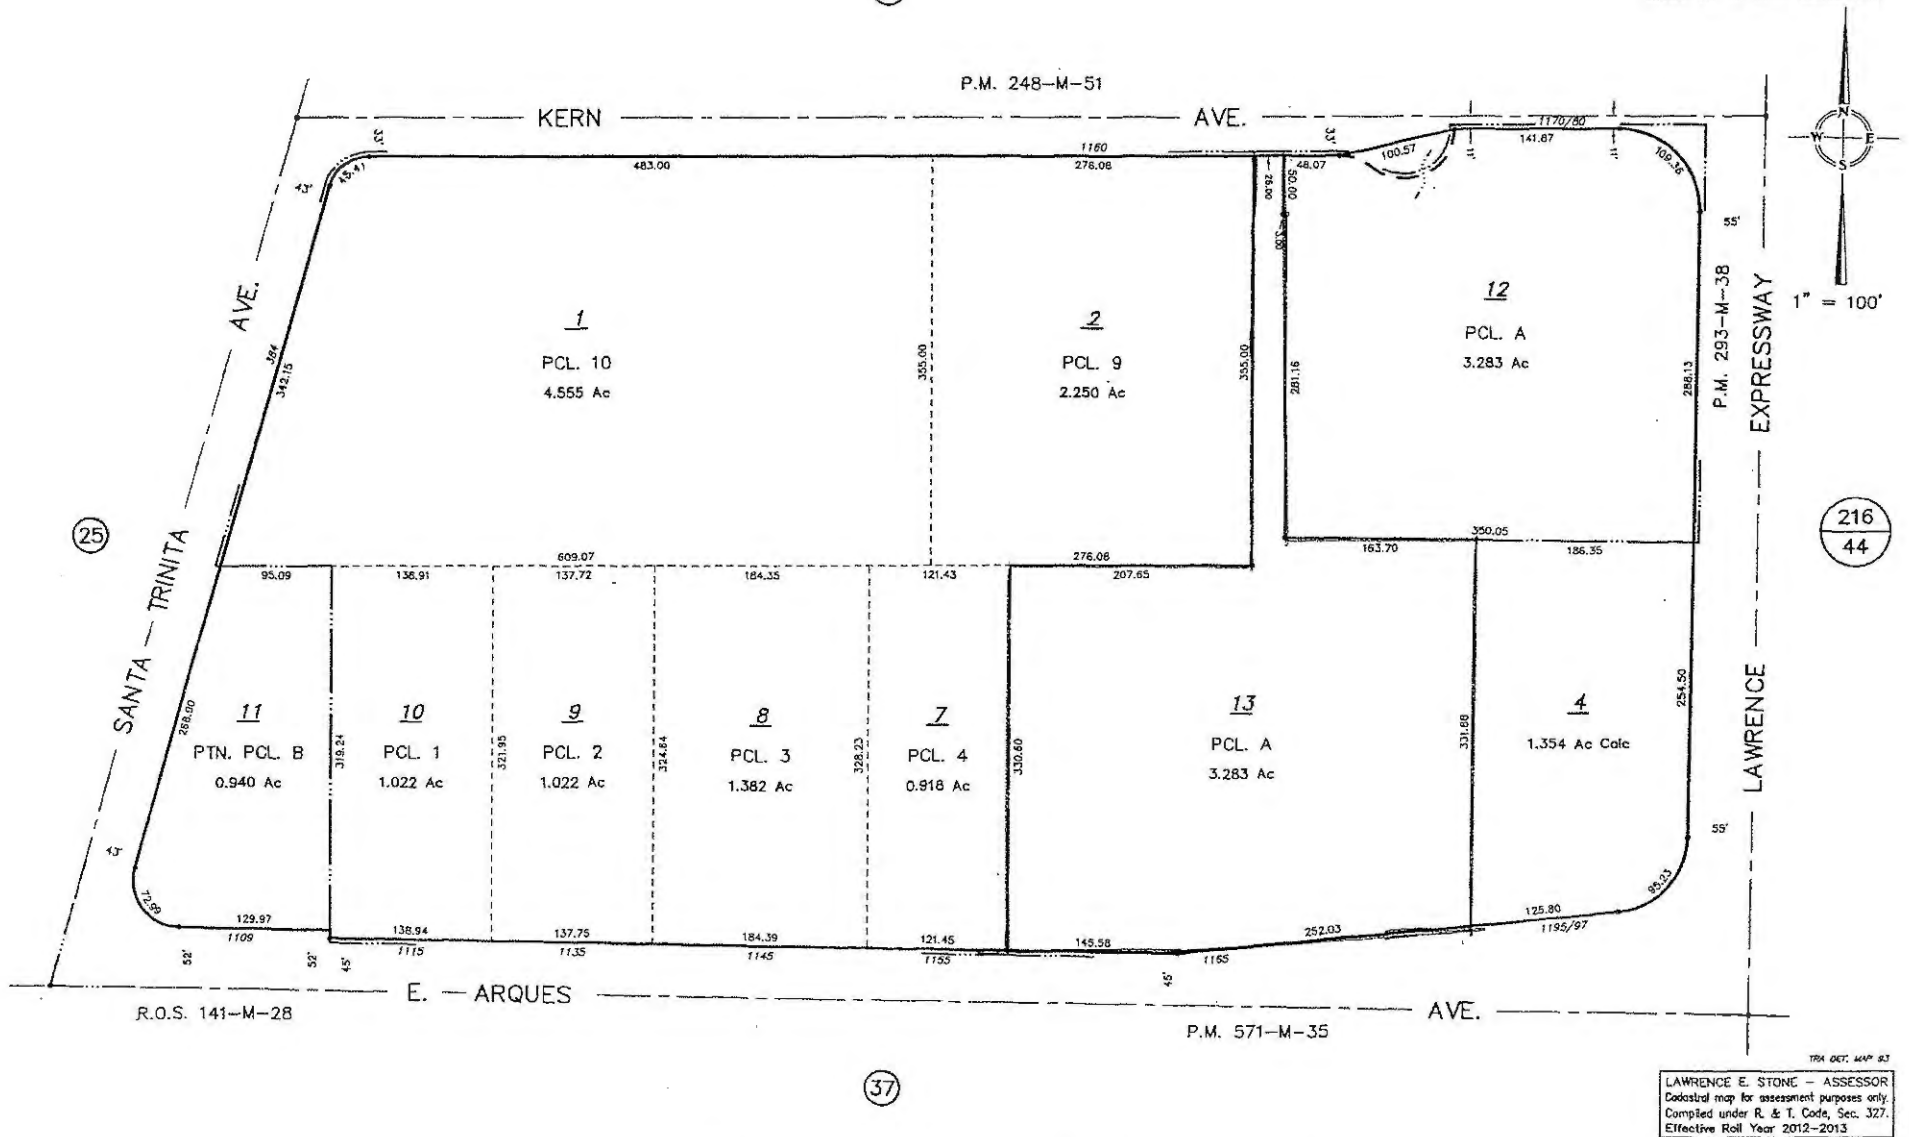 P.M. 248-M-51
KERN AVE.
1170/80
141.87
33'
1160
33'
100.57
11'
11'
109.36
43'
45.41
483.00
276.08
26.00
50.00
48.07
55'
N
W E
S
1" = 100'
SANTA TRINITA AVE.
384
342.15
1
PCL. 10
4.555 Ac
355.00
2
PCL. 9
2.250 Ac
355.00
281.16
12
PCL. A
3.283 Ac
288.13
P.M. 293-M-38
LAWRENCE EXPRESSWAY
25
216
44
609.07
276.08
350.05
163.70
186.35
95.09
136.91
137.72
184.35
121.43
207.65
268.00
11
PTN. PCL. B
0.940 Ac
319.24
10
PCL. 1
1.022 Ac
321.95
9
PCL. 2
1.022 Ac
324.64
8
PCL. 3
1.382 Ac
328.23
7
PCL. 4
0.918 Ac
330.60
13
PCL. A
3.283 Ac
331.68
4
1.354 Ac Calc
254.50
43'
72.99
55'
95.23
129.97
1109
138.94
1115
137.75
1135
184.39
1145
121.45
1155
145.58
1165
252.03
125.80
1195/97
52'
52'
45'
45'
E. ARQUES AVE.
R.O.S. 141-M-28
P.M. 571-M-35
37
TRA DET. MAP 93
LAWRENCE E. STONE - ASSESSOR
Cadastral map for assessment purposes only.
Compiled under R. & T. Code, Sec. 327.
Effective Roll Year 2012-2013